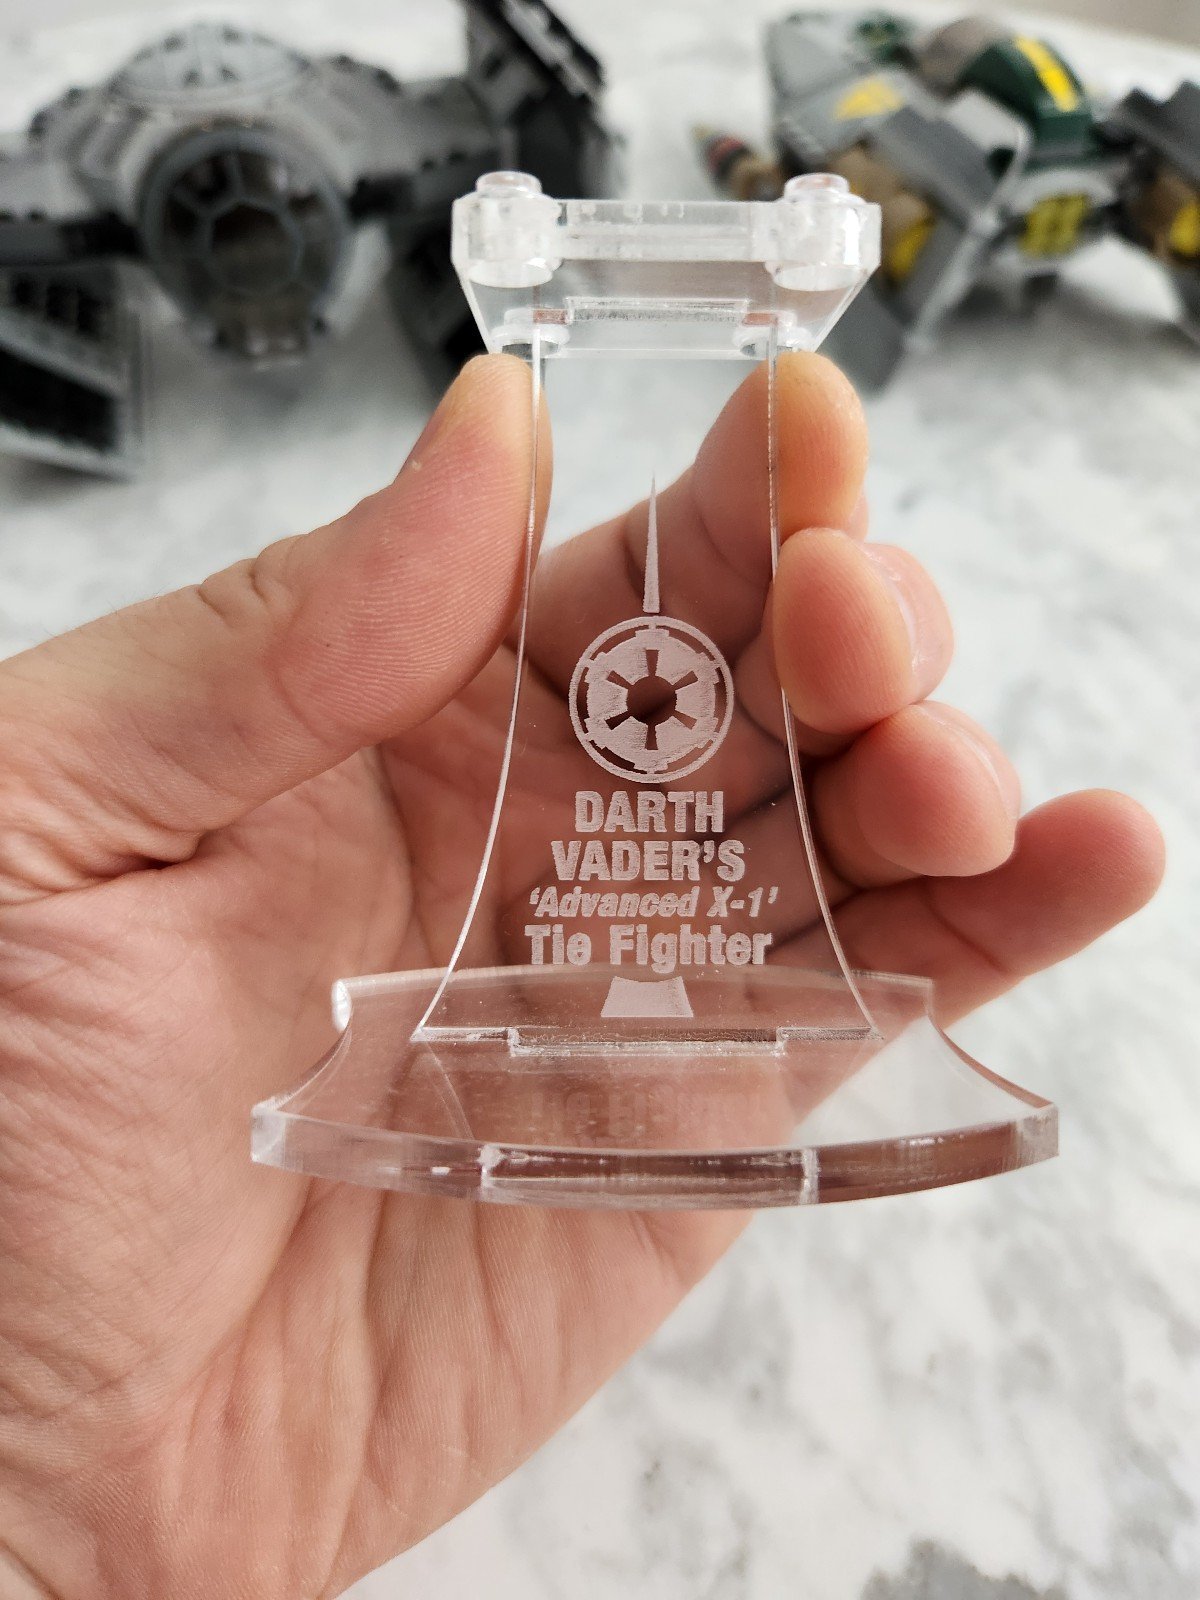 DARTH
VADER'S
‘Advanced X-1’
Tie Fighter